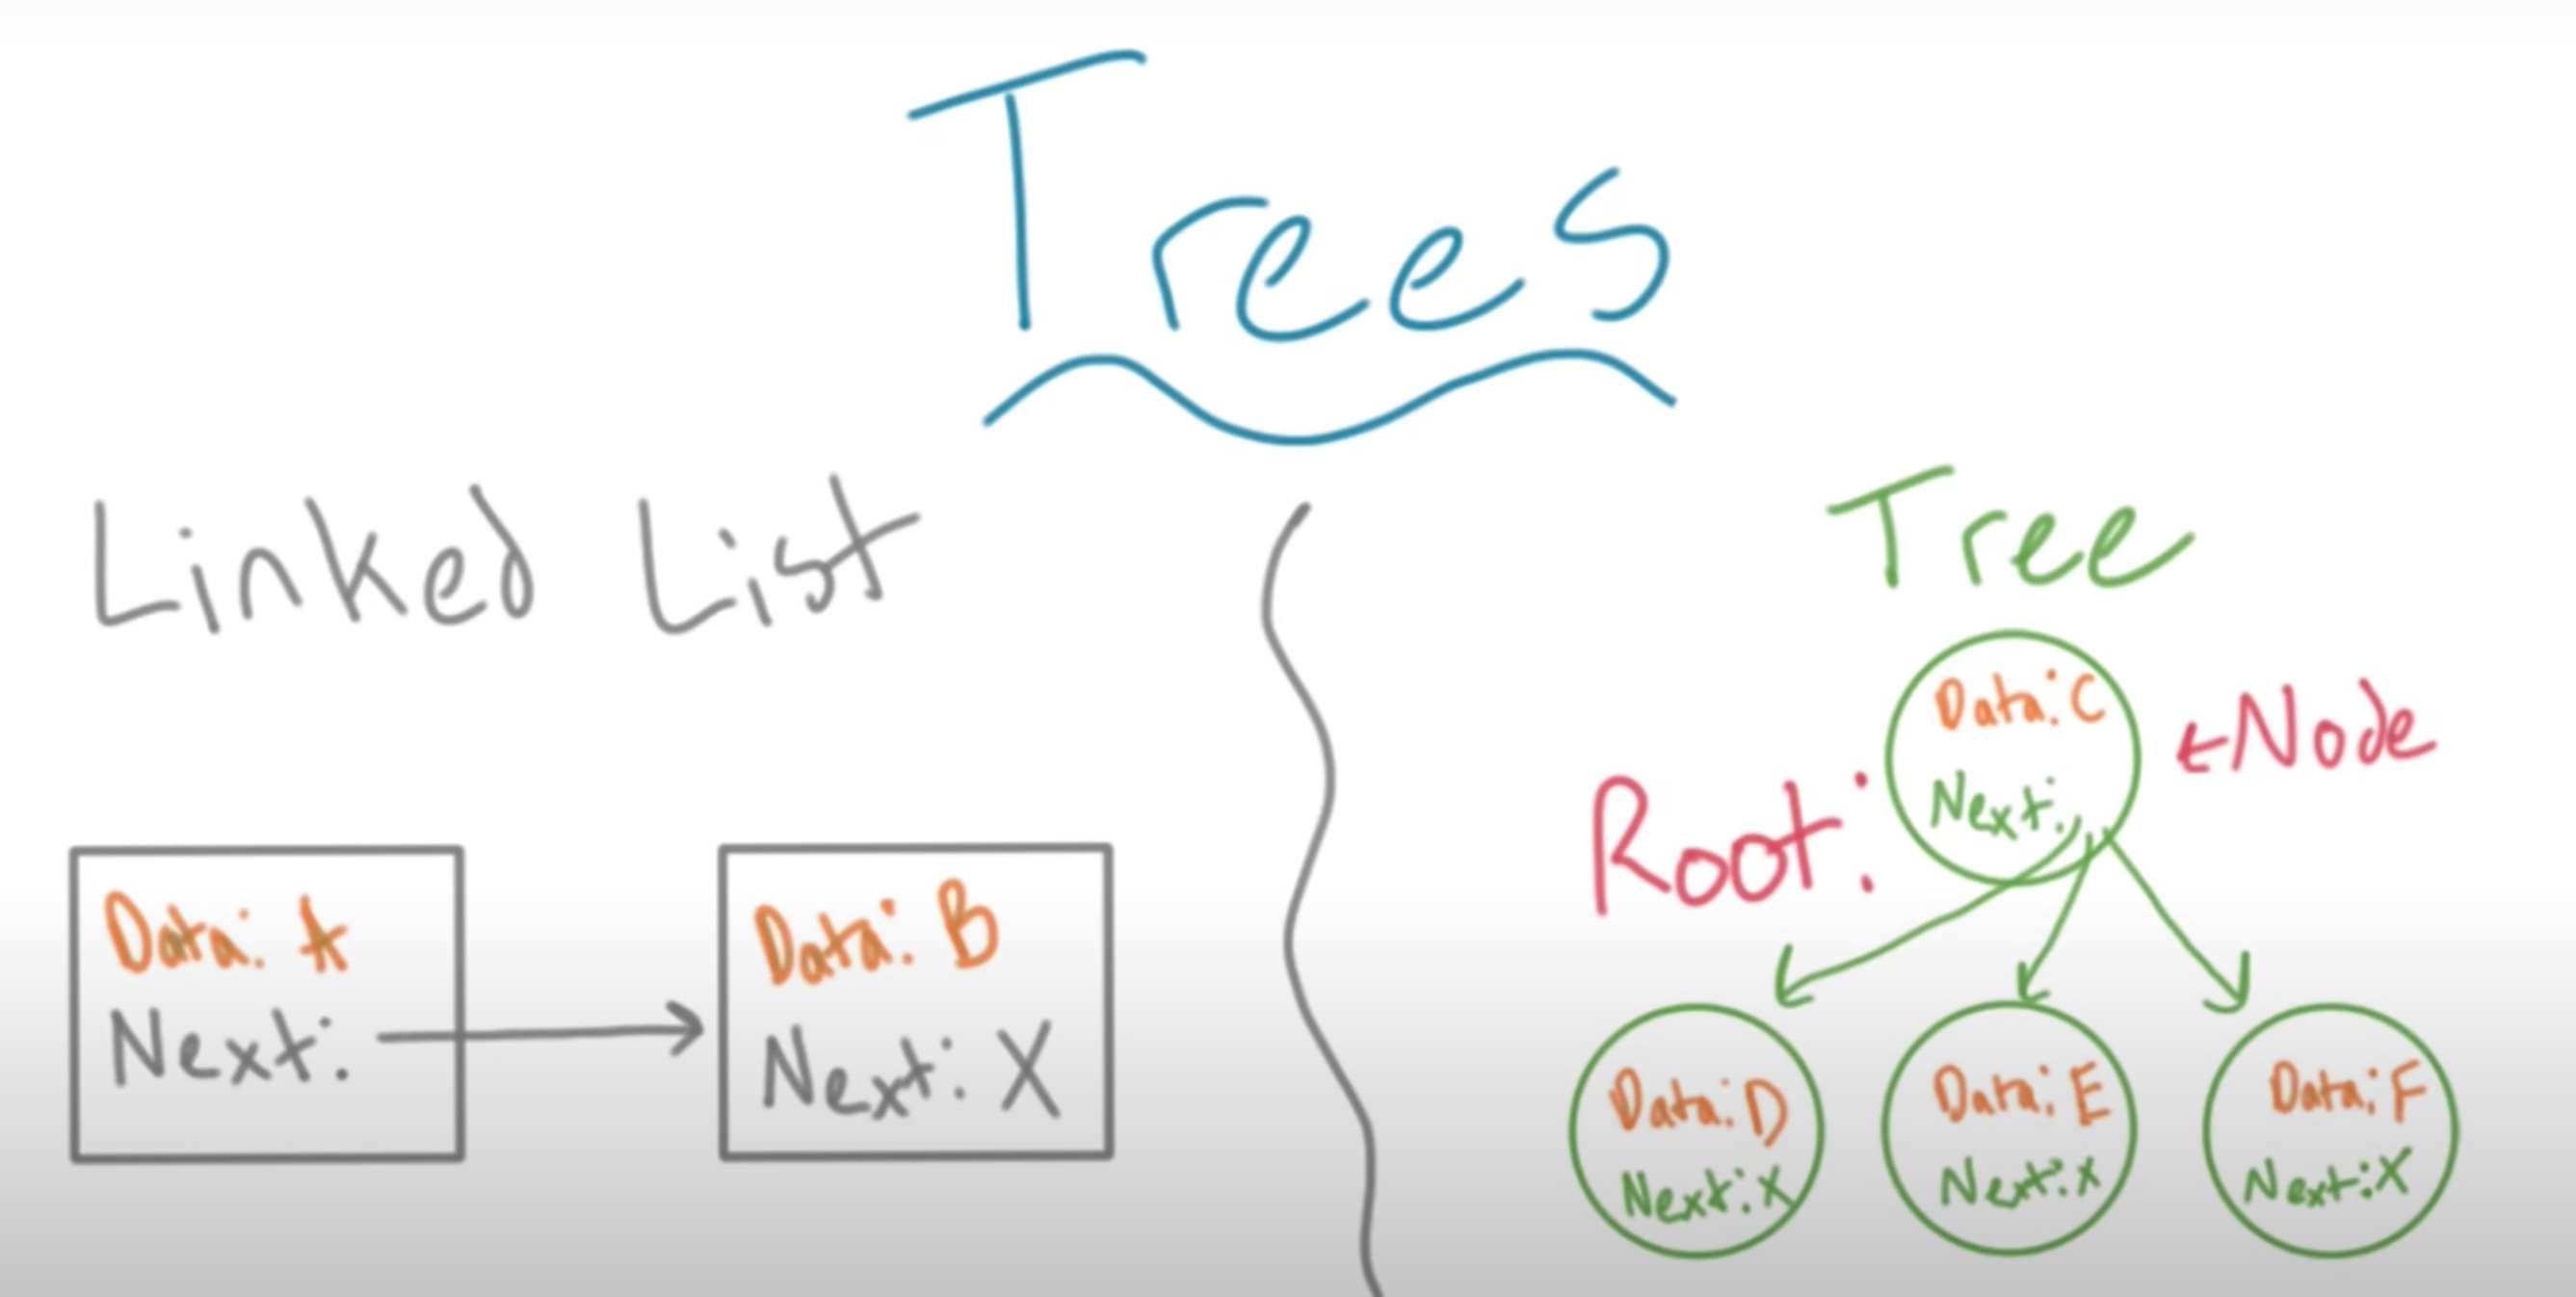 Trees
Linked List
Data: A
Next:
Data: B
Next: X
Tree
Data: C
Next:
←Node
Root:
Data: D
Next: X
Data: E
Next: X
Data: F
Next: X